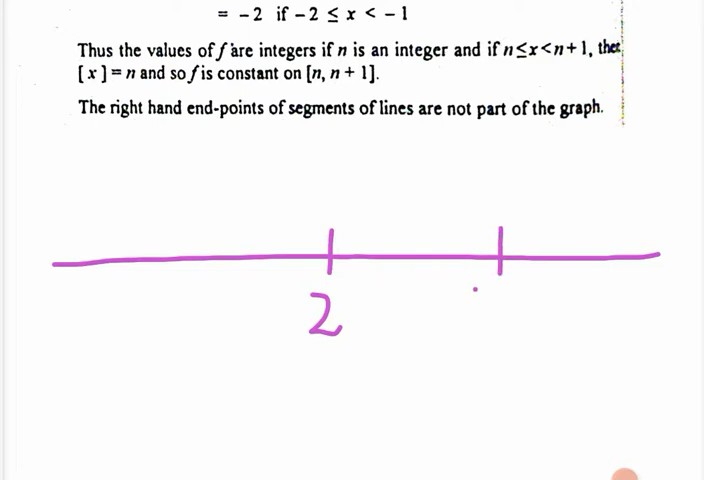 = −2 if −2 ≤ x < −1
Thus the values of f are integers if n is an integer and if n≤x<n+1, then
[x]=n and so f is constant on [n, n + 1].
The right hand end-points of segments of lines are not part of the graph.
2